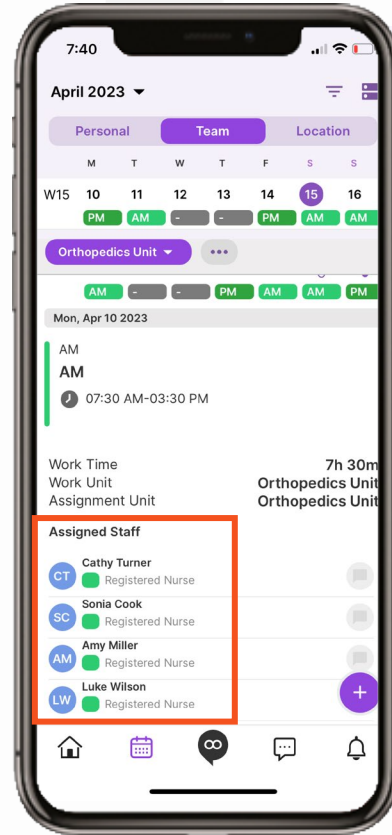 7:40
April 2023
Personal Team Location
M T W T F S S
W15 10 11 12 13 14 15 16
PM AM - - PM AM AM
Orthopedics Unit •••
AM - - PM AM AM PM
Mon, Apr 10 2023
AM
AM
07:30 AM-03:30 PM
Work Time 7h 30m
Work Unit Orthopedics Unit
Assignment Unit Orthopedics Unit
Assigned Staff
CT Cathy Turner
Registered Nurse
SC Sonia Cook
Registered Nurse
AM Amy Miller
Registered Nurse
LW Luke Wilson
Registered Nurse
+